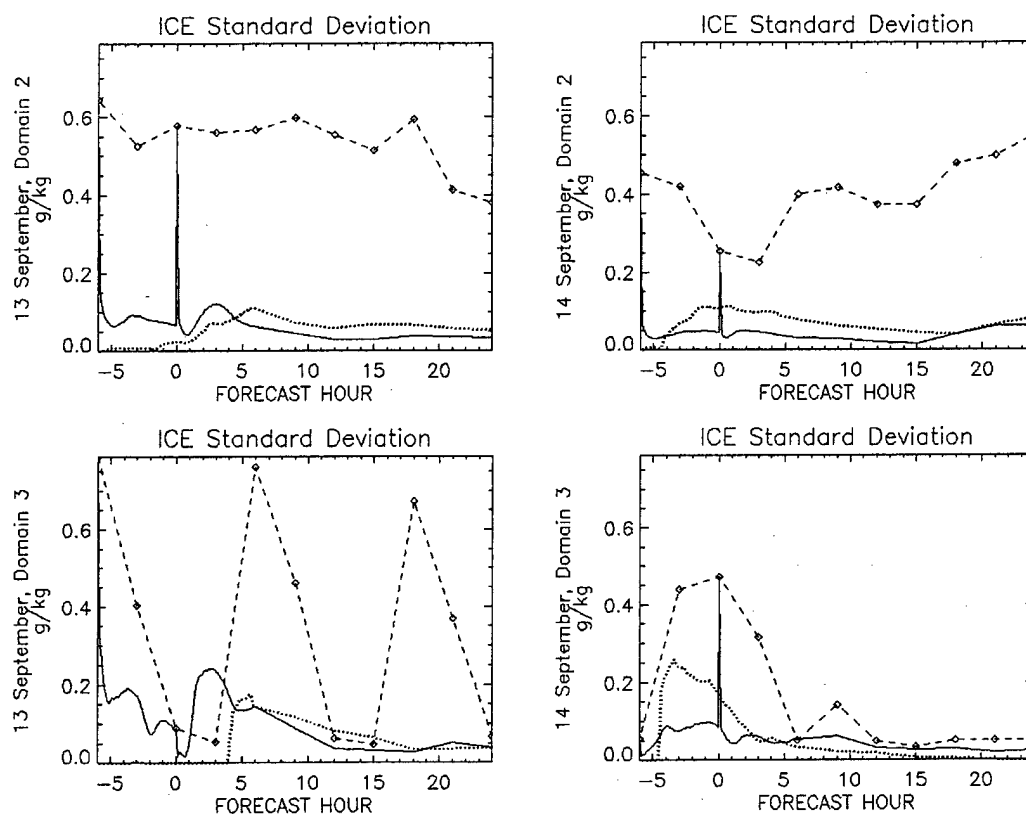 ICE Standard Deviation
13 September, Domain 2
g/kg
0.6
0.4
0.2
0.0
−5 0 5 10 15 20
FORECAST HOUR
ICE Standard Deviation
14 September, Domain 2
g/kg
0.6
0.4
0.2
0.0
−5 0 5 10 15 20
FORECAST HOUR
ICE Standard Deviation
13 September, Domain 3
g/kg
0.6
0.4
0.2
0.0
−5 0 5 10 15 20
FORECAST HOUR
ICE Standard Deviation
14 September, Domain 3
g/kg
0.6
0.4
0.2
0.0
−5 0 5 10 15 20
FORECAST HOUR